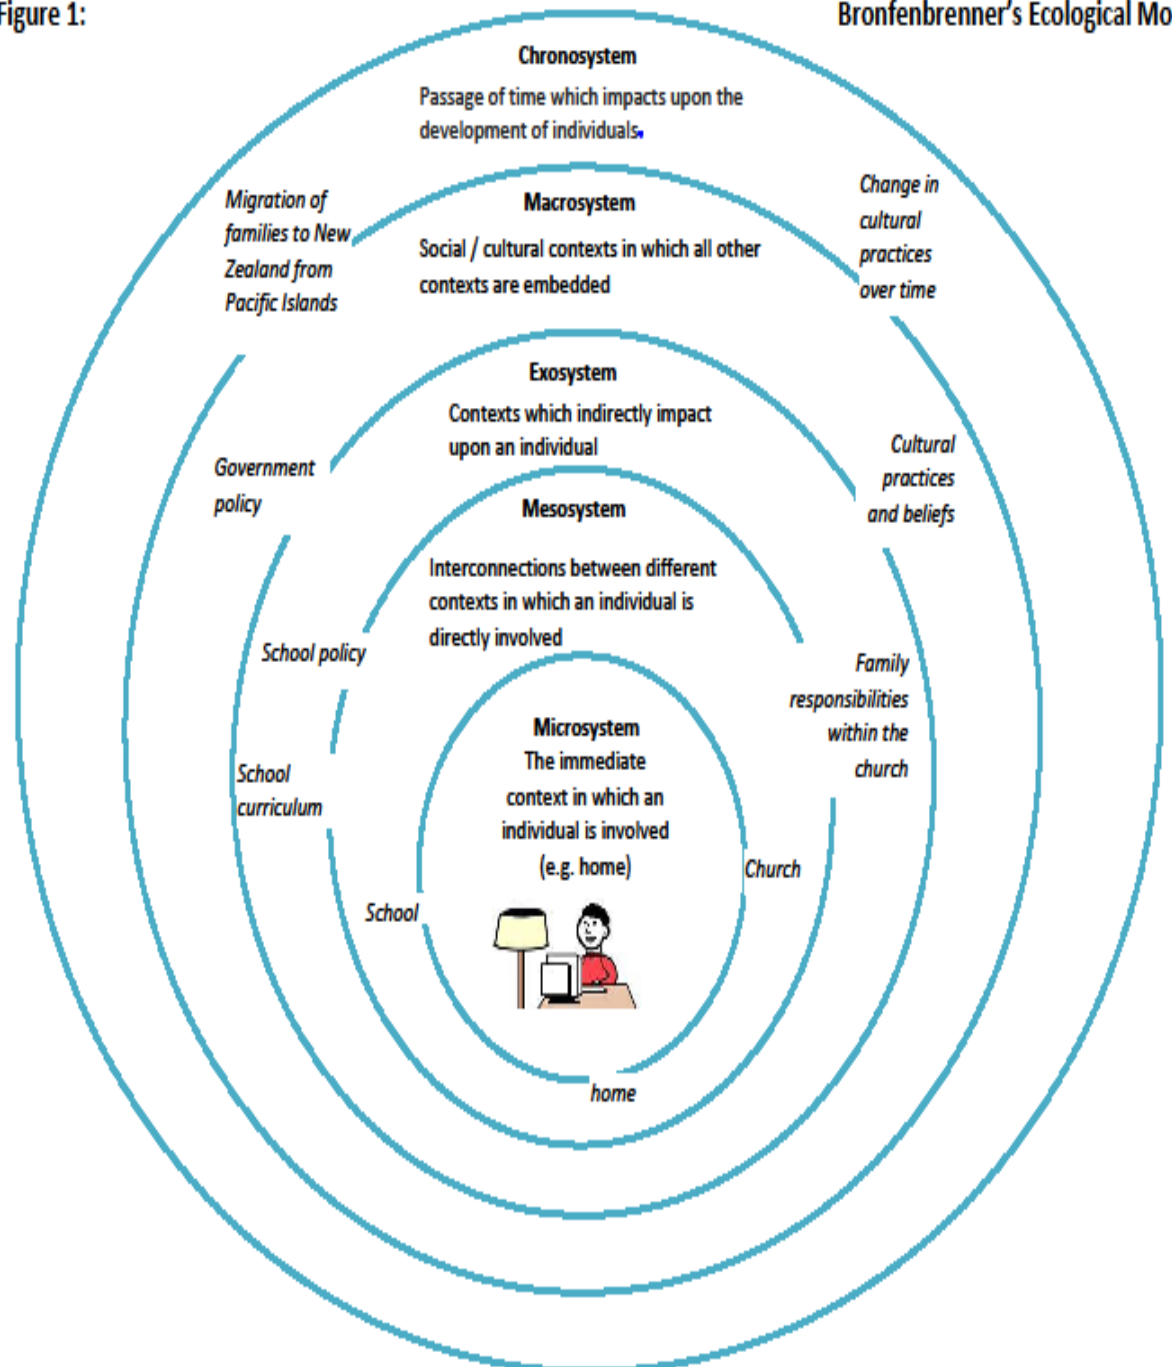 Figure 1:
Bronfenbrenner's Ecological Mo
Chronosystem
Passage of time which impacts upon the
development of individuals.
Migration of
families to New
Zealand from
Pacific Islands
Macrosystem
Social / cultural contexts in which all other
contexts are embedded
Change in
cultural
practices
over time
Exosystem
Contexts which indirectly impact
upon an individual
Government
policy
Cultural
practices
and beliefs
Mesosystem
Interconnections between different
contexts in which an individual is
directly involved
School policy
Family
responsibilities
within the
church
School
curriculum
Microsystem
The immediate
context in which an
individual is involved
(e.g. home)
Church
School
home